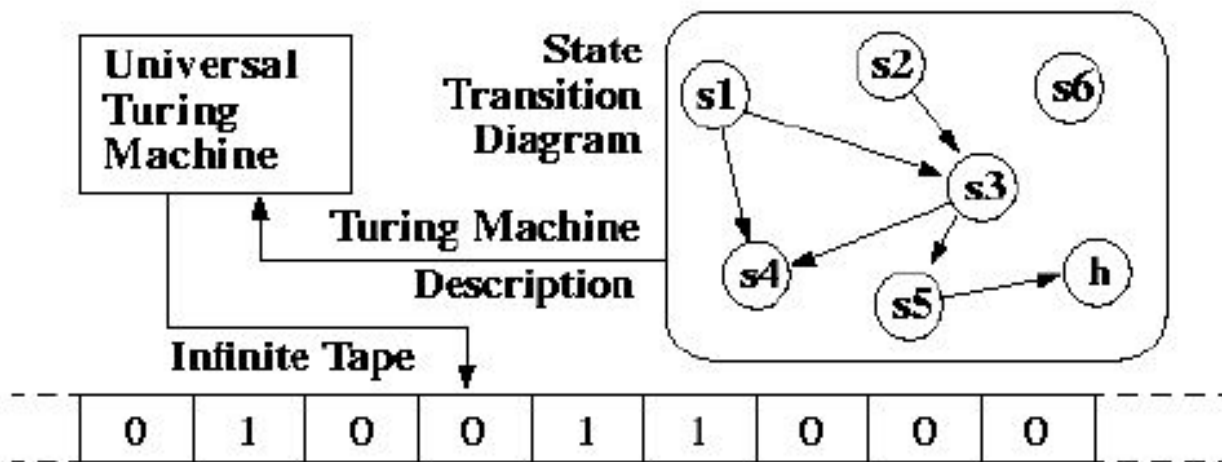 Universal
Turing
Machine
State
Transition
Diagram
s1
s2
s6
s3
s4
s5
h
Turing Machine
Description
Infinite Tape
0 1 0 0 1 1 0 0 0